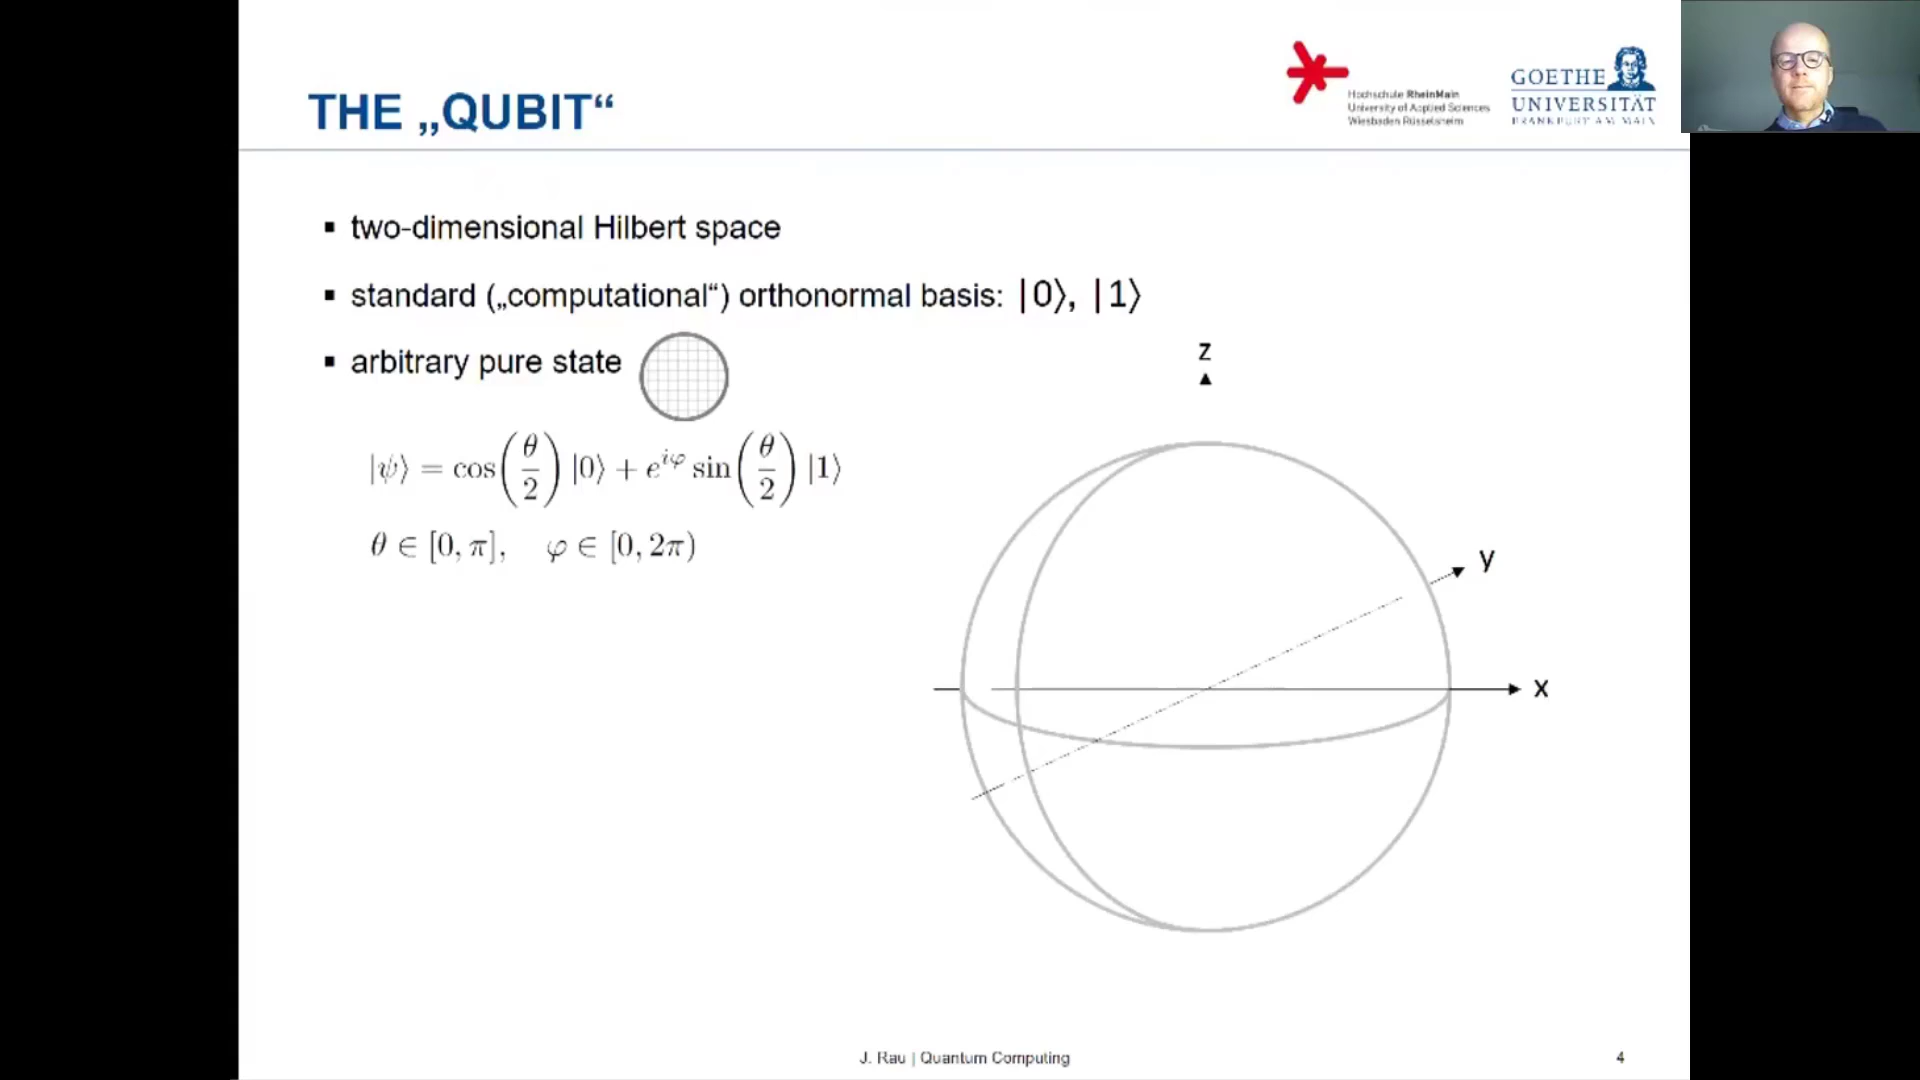 THE „QUBIT“
Hochschule RheinMain
University of Applied Sciences
Wiesbaden Rüsselsheim
GOETHE
UNIVERSITÄT
FRANKFURT AM MAIN
▪ two-dimensional Hilbert space
▪ standard („computational“) orthonormal basis: |0⟩, |1⟩
▪ arbitrary pure state
|ψ⟩ = cos(θ/2) |0⟩ + e^{iφ} sin(θ/2) |1⟩
θ ∈ [0, π], φ ∈ [0, 2π)
z
y
x
J. Rau | Quantum Computing
4